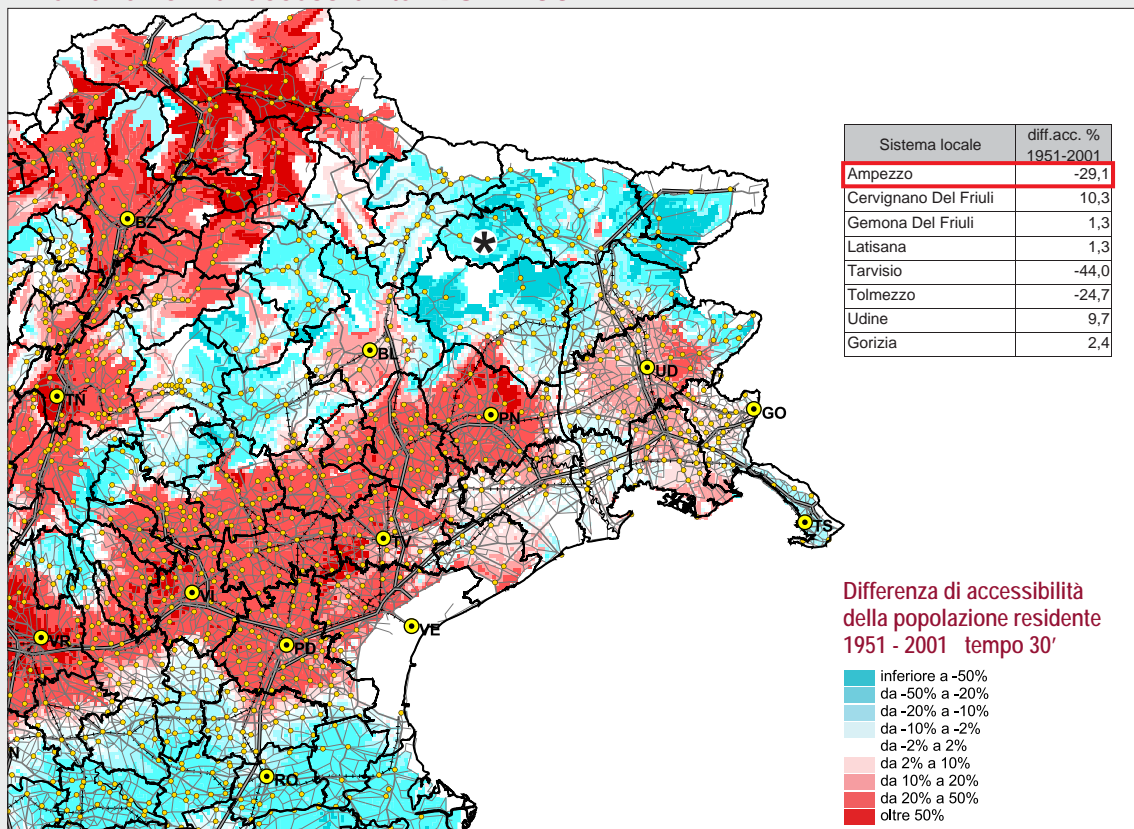 Sistema locale diff.acc. % 1951-2001
Ampezzo -29,1
Cervignano Del Friuli 10,3
Gemona Del Friuli 1,3
Latisana 1,3
Tarvisio -44,0
Tolmezzo -24,7
Udine 9,7
Gorizia 2,4
BZ
*
BL
UD
TN
PN
GO
TS
TV
VI
VE
VR
PD
N
RO
Differenza di accessibilità
della popolazione residente
1951 - 2001 tempo 30'
inferiore a -50%
da -50% a -20%
da -20% a -10%
da -10% a -2%
da -2% a 2%
da 2% a 10%
da 10% a 20%
da 20% a 50%
oltre 50%